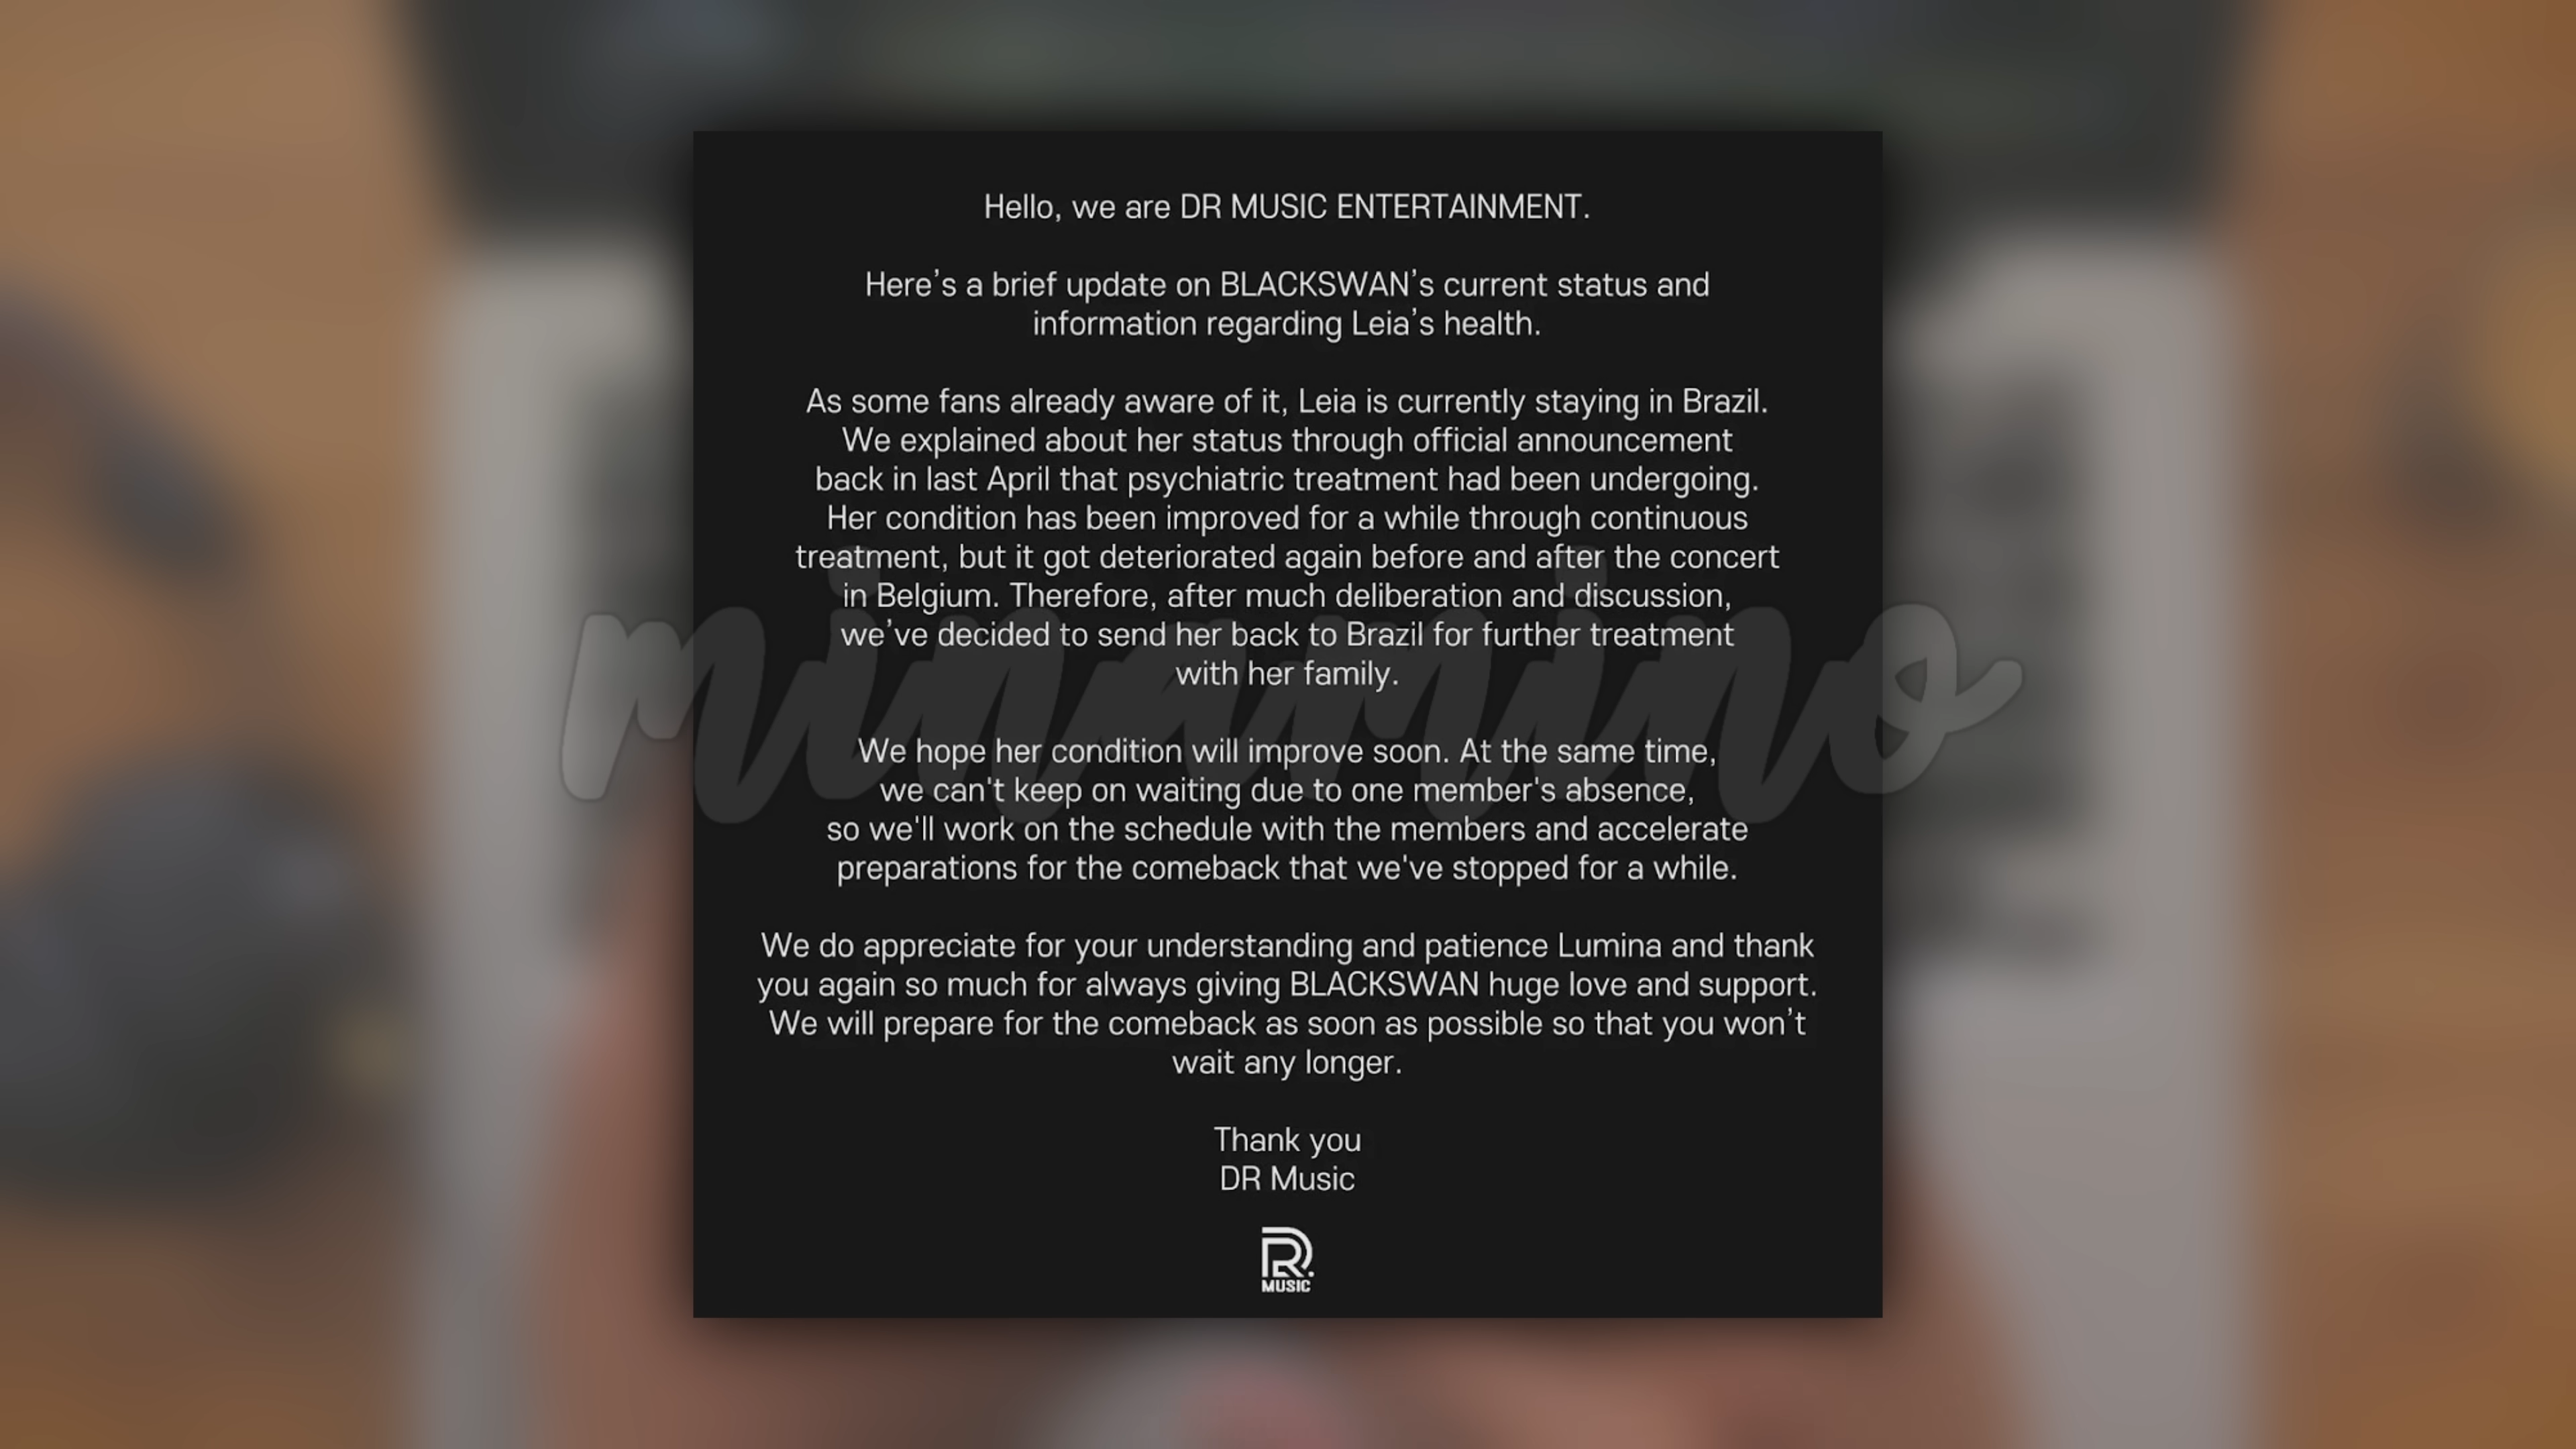 Hello, we are DR MUSIC ENTERTAINMENT.
Here's a brief update on BLACKSWAN's current status and
information regarding Leia's health.
As some fans already aware of it, Leia is currently staying in Brazil.
We explained about her status through official announcement
back in last April that psychiatric treatment had been undergoing.
Her condition has been improved for a while through continuous
treatment, but it got deteriorated again before and after the concert
in Belgium. Therefore, after much deliberation and discussion,
we've decided to send her back to Brazil for further treatment
with her family.
minamino
We hope her condition will improve soon. At the same time,
we can't keep on waiting due to one member's absence,
so we'll work on the schedule with the members and accelerate
preparations for the comeback that we've stopped for a while.
We do appreciate for your understanding and patience Lumina and thank
you again so much for always giving BLACKSWAN huge love and support.
We will prepare for the comeback as soon as possible so that you won't
wait any longer.
Thank you
DR Music
DR.
MUSIC